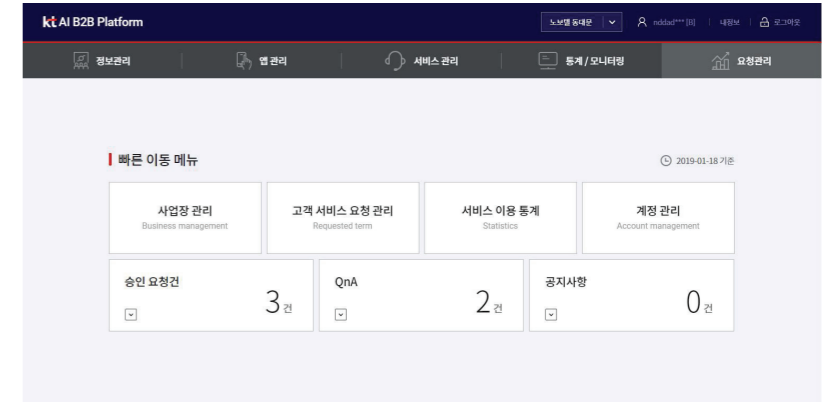 kt AI B2B Platform
노보텔 동대문
nddad***[B]
내정보
로그아웃
정보관리
앱 관리
서비스 관리
통계 / 모니터링
요청관리
빠른 이동 메뉴
2019-01-18 기준
사업장 관리
Business management
고객 서비스 요청 관리
Requested term
서비스 이용 통계
Statistics
계정 관리
Account management
승인 요청건
3 건
QnA
2 건
공지사항
0 건